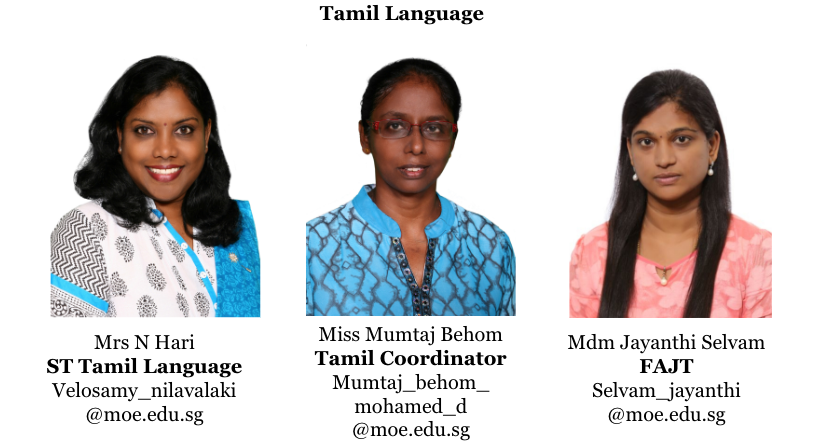 Tamil Language
Mrs N Hari
ST Tamil Language
Velosamy_nilavalaki
@moe.edu.sg
Miss Mumtaj Behom
Tamil Coordinator
Mumtaj_behom_
mohamed_d
@moe.edu.sg
Mdm Jayanthi Selvam
FAJT
Selvam_jayanthi
@moe.edu.sg